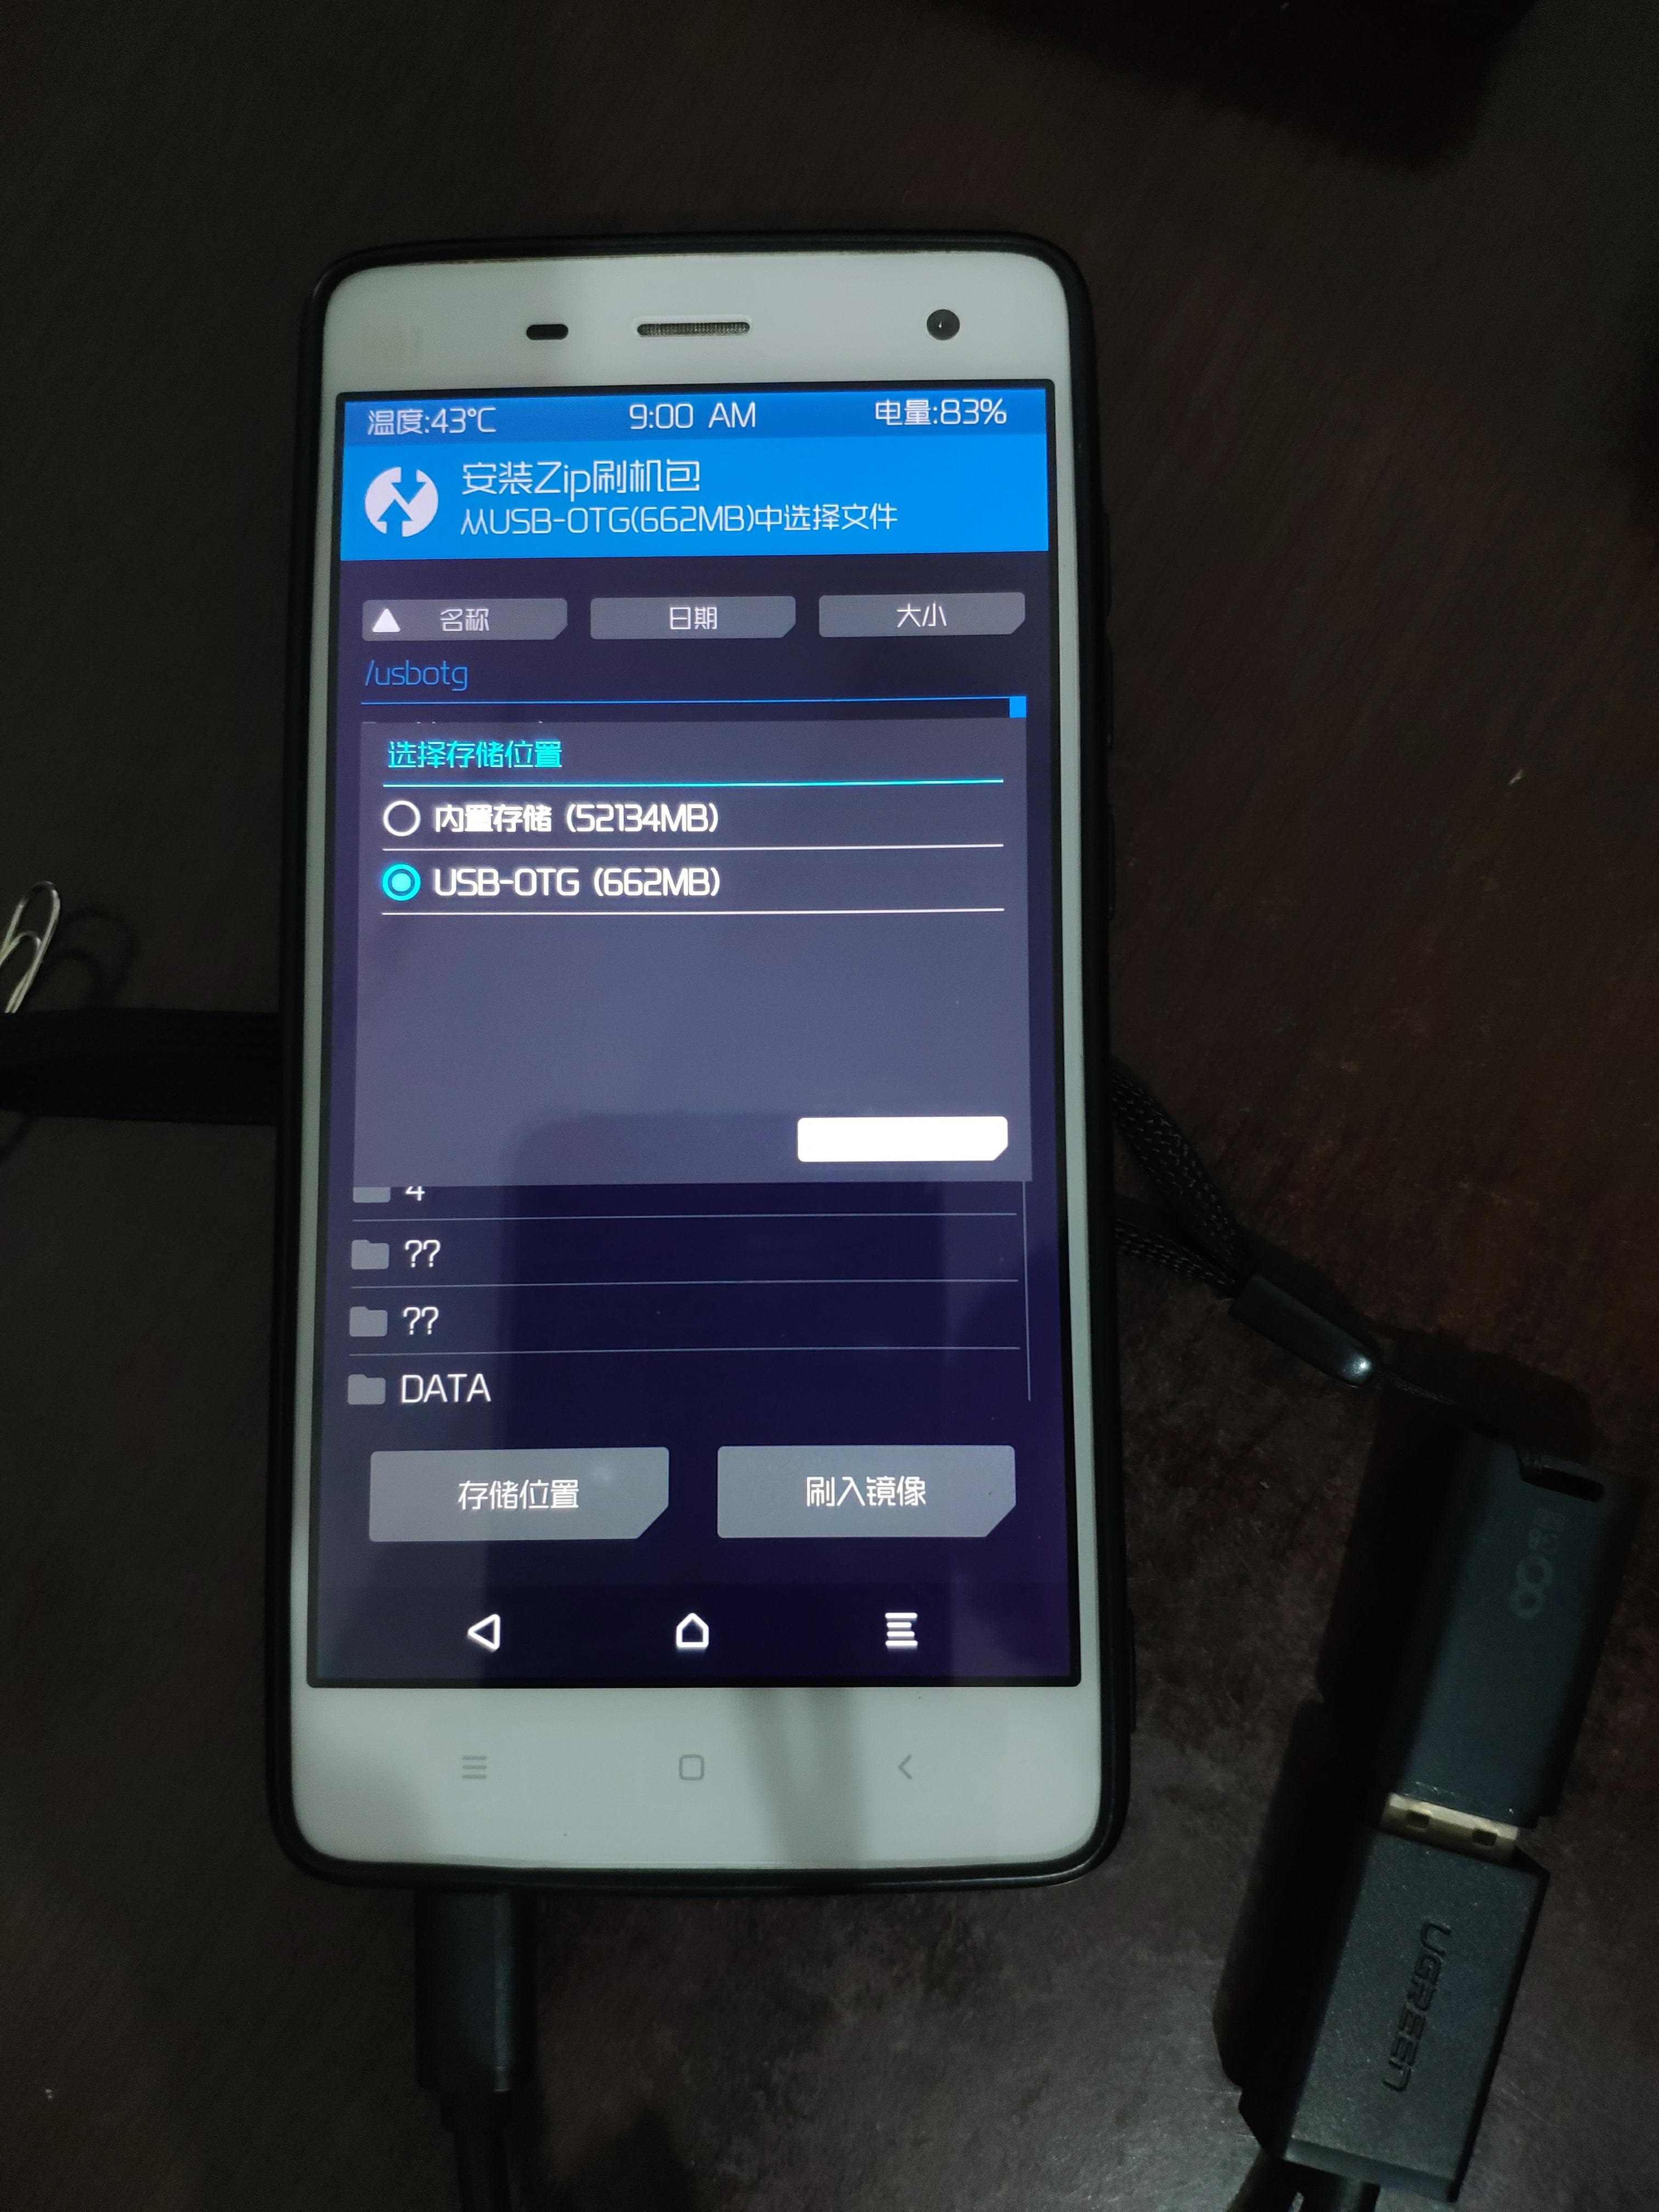 温度:43℃ 9:00 AM 电量:83%
安装Zip刷机包
从USB-OTG(662MB)中选择文件
名称 日期 大小
/usbotg
选择存储位置
内置存储 (52134MB)
USB-OTG (662MB)
4
??
??
DATA
存储位置 刷入镜像
UGREEN